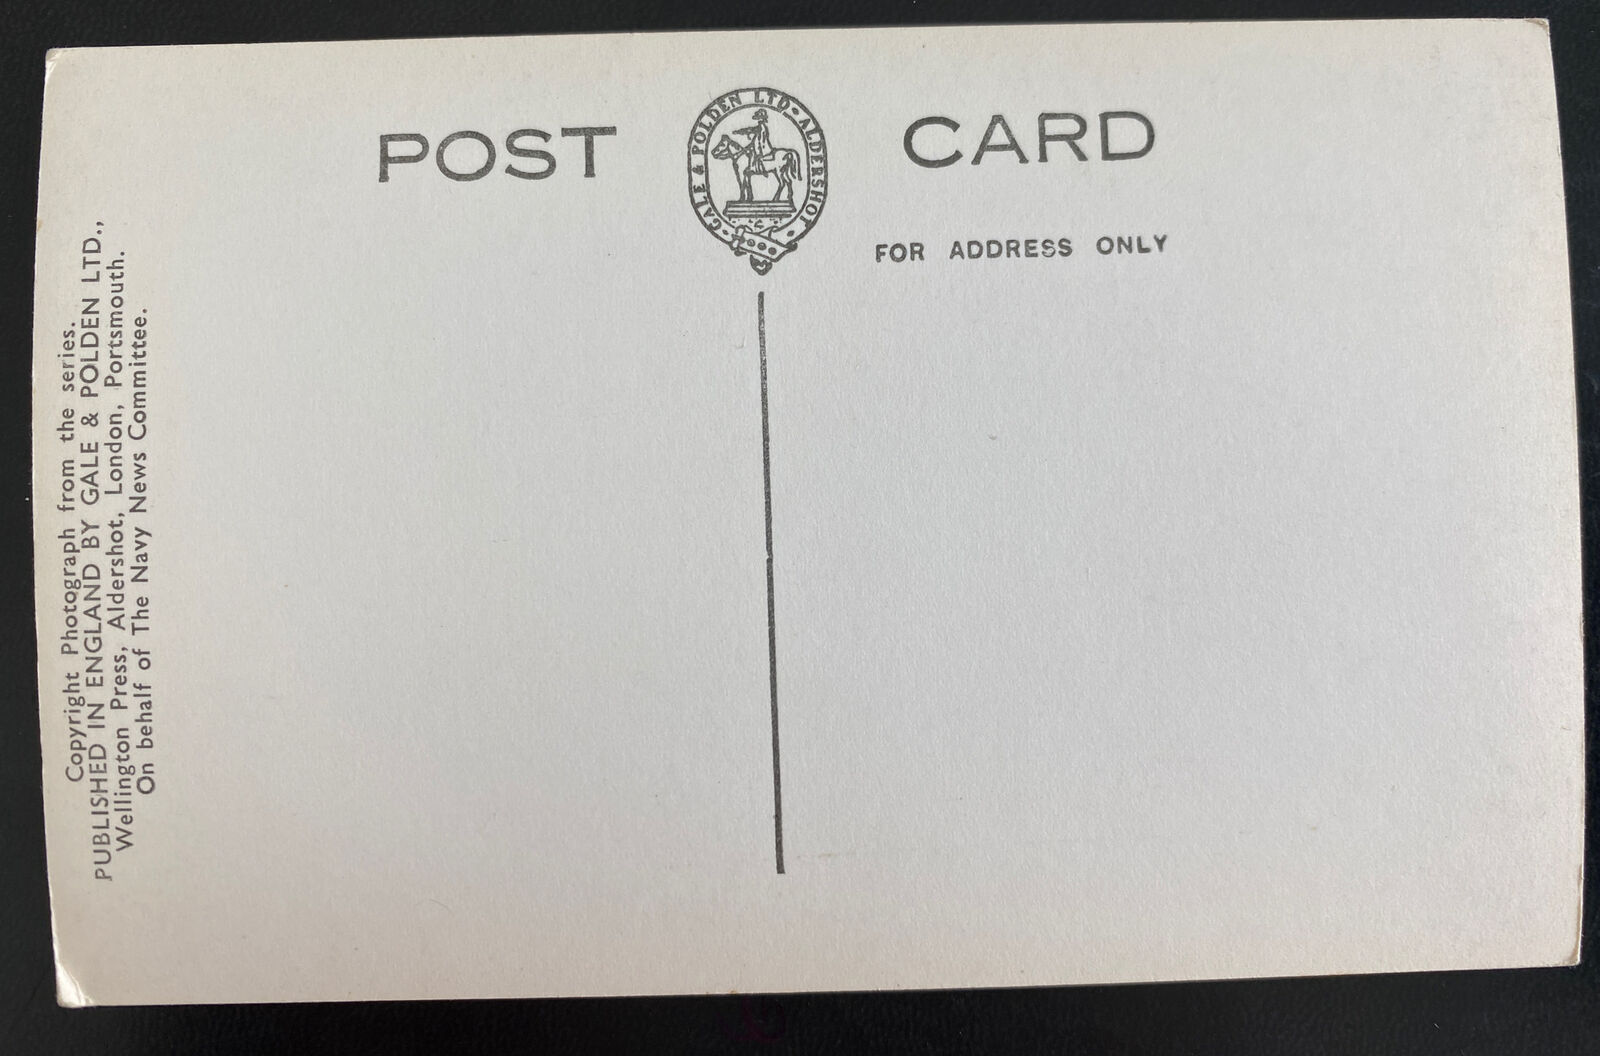 POST CARD
GALE & POLDEN LTD. ALDERSHOT.
FOR ADDRESS ONLY
Copyright Photograph from the series.
PUBLISHED IN ENGLAND BY GALE & POLDEN LTD.,
Wellington Press, Aldershot, London, Portsmouth.
On behalf of The Navy News Committee.